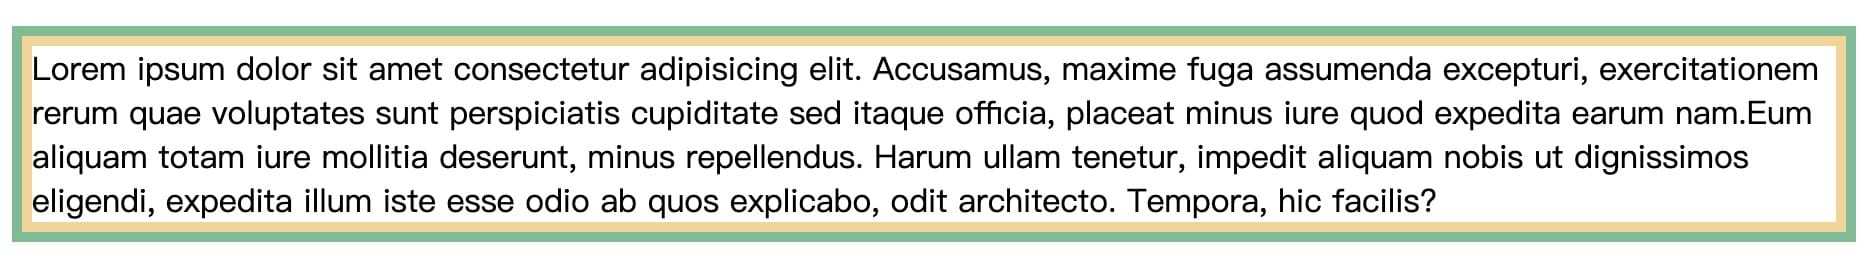 Lorem ipsum dolor sit amet consectetur adipisicing elit. Accusamus, maxime fuga assumenda excepturi, exercitationem
rerum quae voluptates sunt perspiciatis cupiditate sed itaque officia, placeat minus iure quod expedita earum nam.Eum
aliquam totam iure mollitia deserunt, minus repellendus. Harum ullam tenetur, impedit aliquam nobis ut dignissimos
eligendi, expedita illum iste esse odio ab quos explicabo, odit architecto. Tempora, hic facilis?